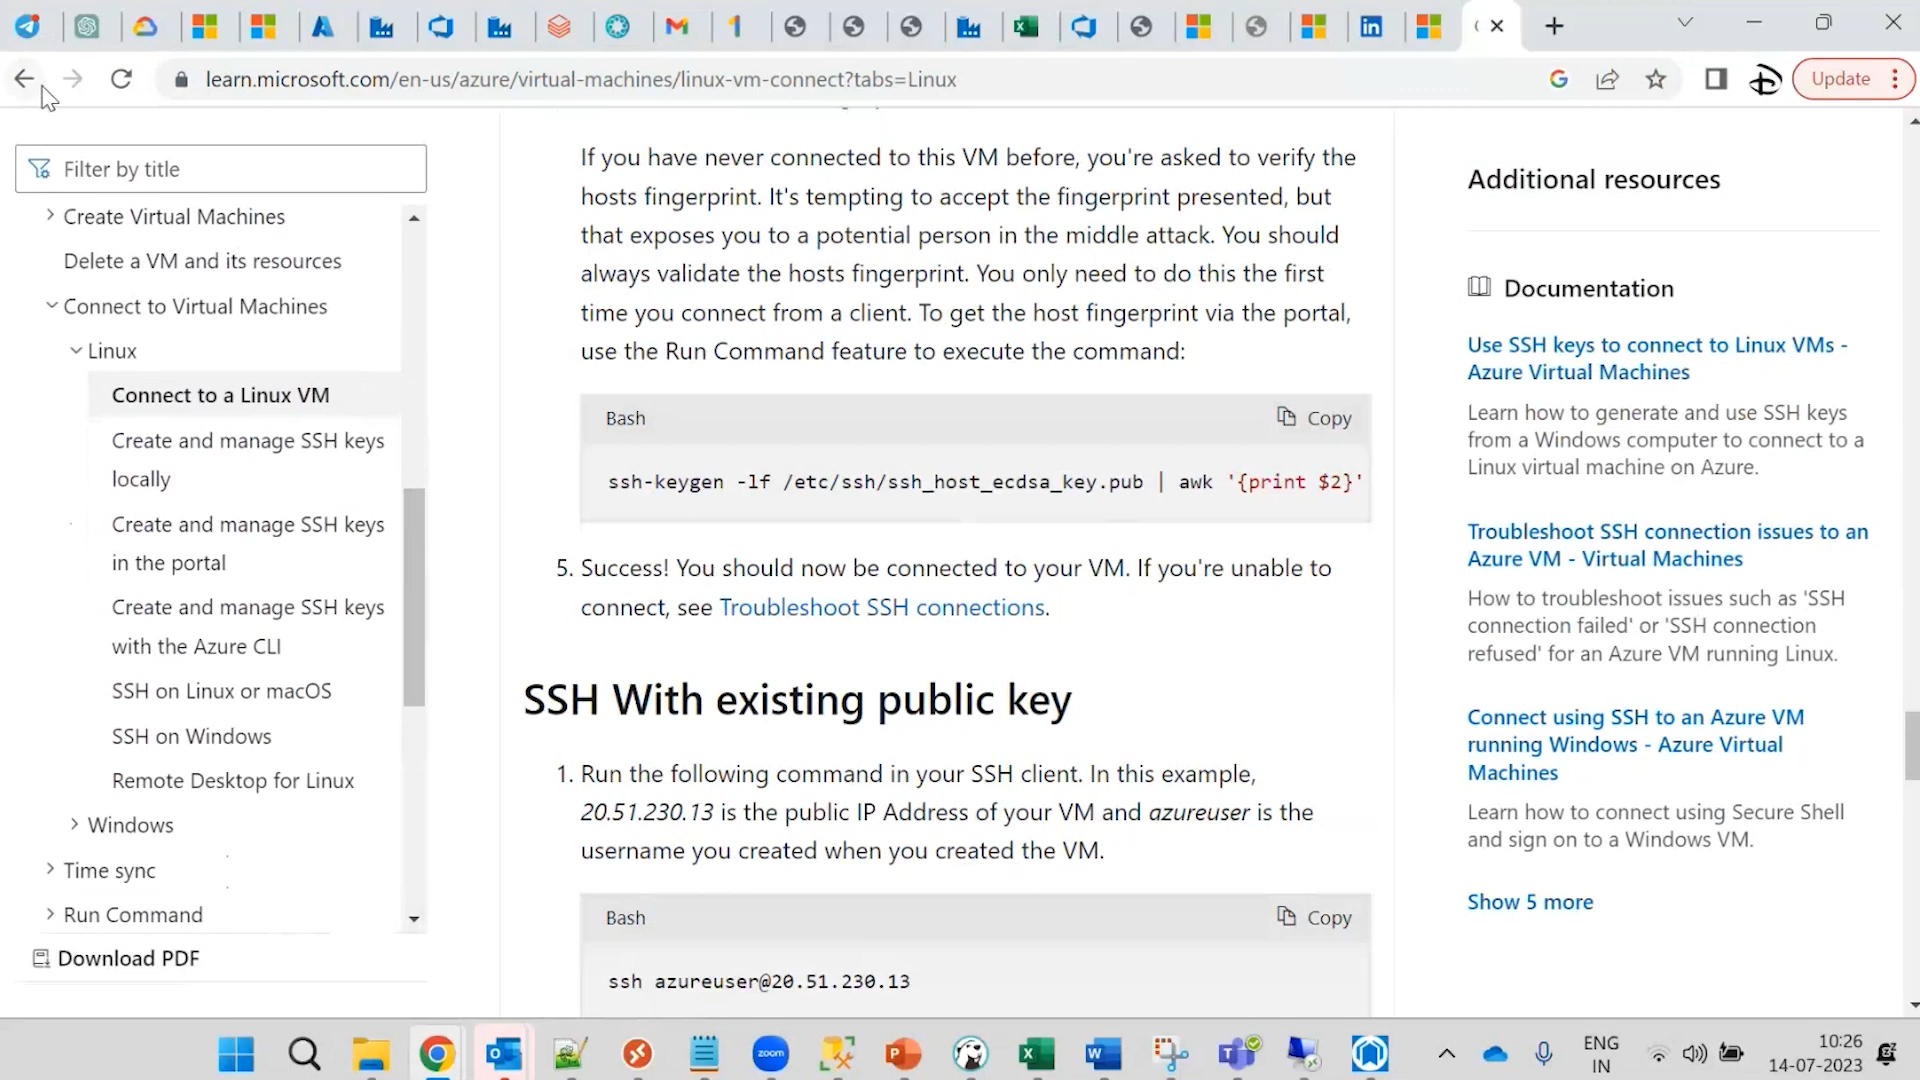 learn.microsoft.com/en-us/azure/virtual-machines/linux-vm-connect?tabs=Linux
Update
Filter by title
Create Virtual Machines
Delete a VM and its resources
Connect to Virtual Machines
Linux
Connect to a Linux VM
Create and manage SSH keys
locally
Create and manage SSH keys
in the portal
Create and manage SSH keys
with the Azure CLI
SSH on Linux or macOS
SSH on Windows
Remote Desktop for Linux
Windows
Time sync
Run Command
Download PDF
If you have never connected to this VM before, you're asked to verify the
hosts fingerprint. It's tempting to accept the fingerprint presented, but
that exposes you to a potential person in the middle attack. You should
always validate the hosts fingerprint. You only need to do this the first
time you connect from a client. To get the host fingerprint via the portal,
use the Run Command feature to execute the command:
Bash
Copy
ssh-keygen -lf /etc/ssh/ssh_host_ecdsa_key.pub | awk '{print $2}'
5. Success! You should now be connected to your VM. If you're unable to
connect, see Troubleshoot SSH connections.
SSH With existing public key
1. Run the following command in your SSH client. In this example,
20.51.230.13 is the public IP Address of your VM and azureuser is the
username you created when you created the VM.
Bash
Copy
ssh azureuser@20.51.230.13
Additional resources
Documentation
Use SSH keys to connect to Linux VMs -
Azure Virtual Machines
Learn how to generate and use SSH keys
from a Windows computer to connect to a
Linux virtual machine on Azure.
Troubleshoot SSH connection issues to an
Azure VM - Virtual Machines
How to troubleshoot issues such as 'SSH
connection failed' or 'SSH connection
refused' for an Azure VM running Linux.
Connect using SSH to an Azure VM
running Windows - Azure Virtual
Machines
Learn how to connect using Secure Shell
and sign on to a Windows VM.
Show 5 more
zoom
ENG
IN
10:26
14-07-2023